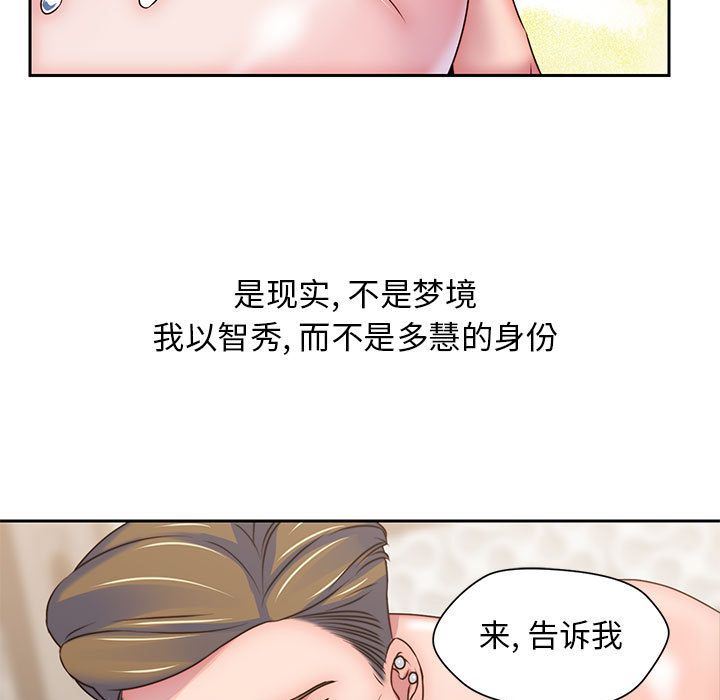 是现实, 不是梦境
我以智秀, 而不是多慧的身份
来, 告诉我